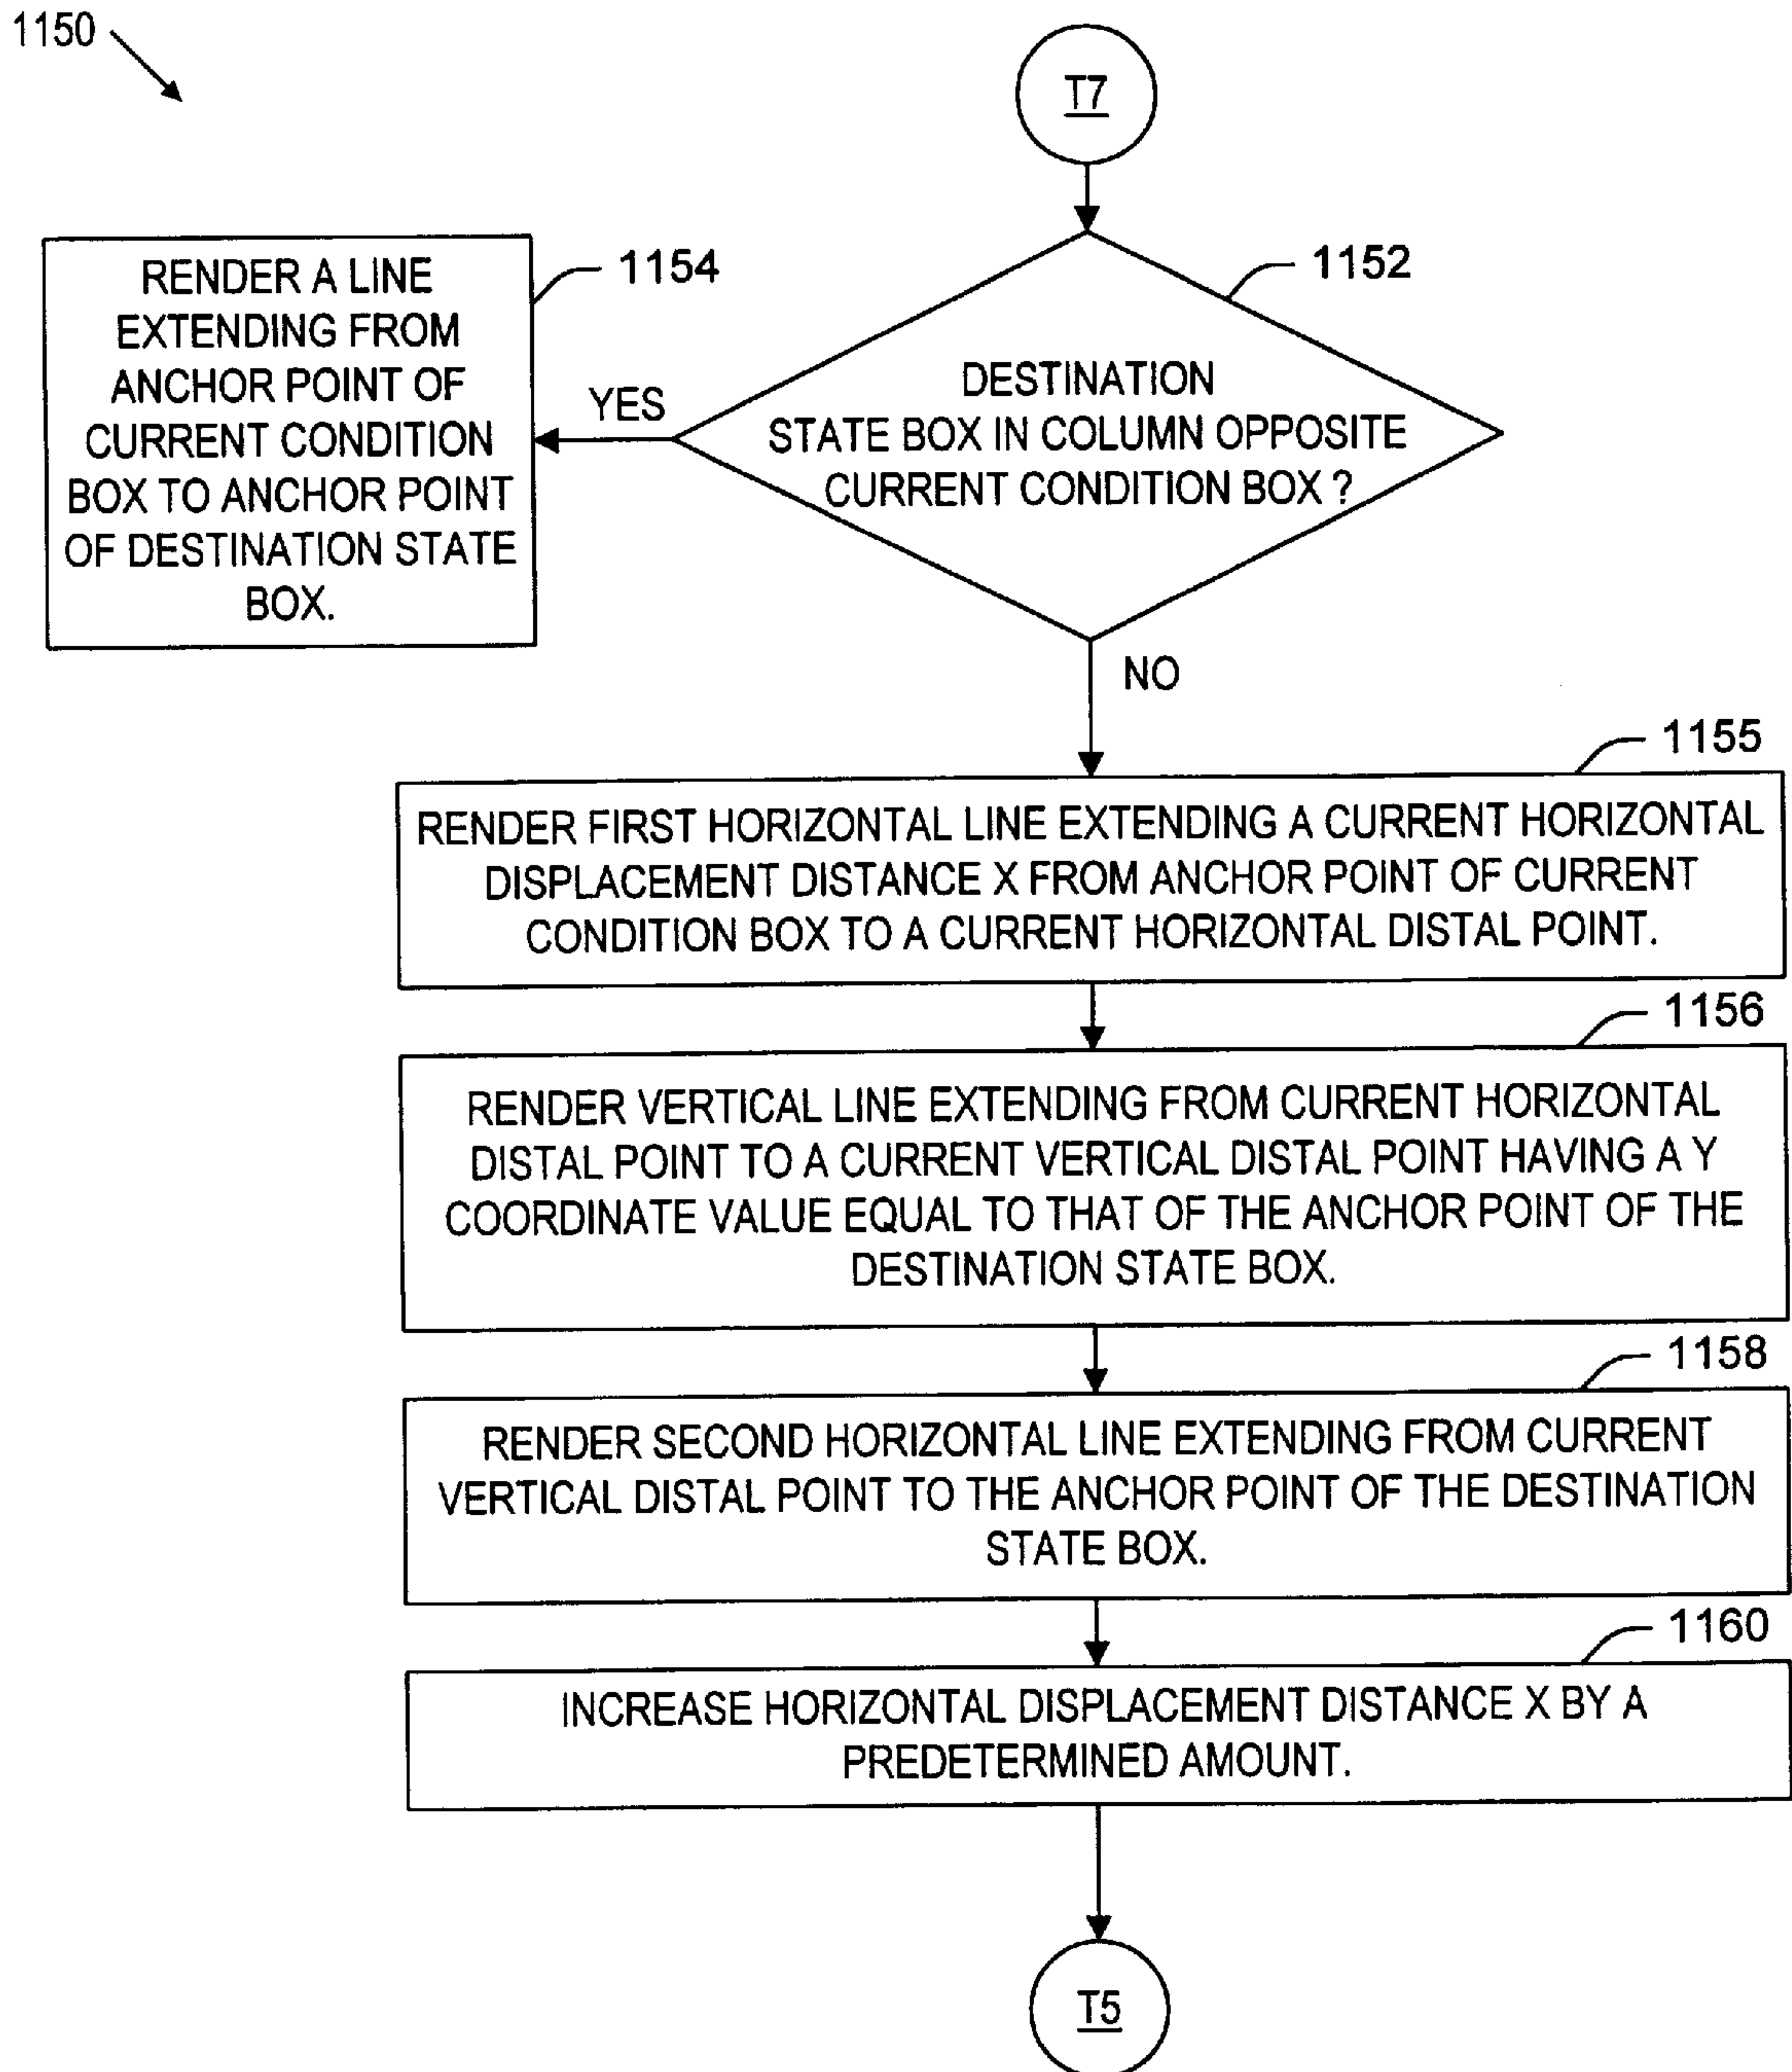 1150
T7
1152
DESTINATION
STATE BOX IN COLUMN OPPOSITE
CURRENT CONDITION BOX ?
YES
1154
RENDER A LINE
EXTENDING FROM
ANCHOR POINT OF
CURRENT CONDITION
BOX TO ANCHOR POINT
OF DESTINATION STATE
BOX.
NO
1155
RENDER FIRST HORIZONTAL LINE EXTENDING A CURRENT HORIZONTAL
DISPLACEMENT DISTANCE X FROM ANCHOR POINT OF CURRENT
CONDITION BOX TO A CURRENT HORIZONTAL DISTAL POINT.
1156
RENDER VERTICAL LINE EXTENDING FROM CURRENT HORIZONTAL
DISTAL POINT TO A CURRENT VERTICAL DISTAL POINT HAVING A Y
COORDINATE VALUE EQUAL TO THAT OF THE ANCHOR POINT OF THE
DESTINATION STATE BOX.
1158
RENDER SECOND HORIZONTAL LINE EXTENDING FROM CURRENT
VERTICAL DISTAL POINT TO THE ANCHOR POINT OF THE DESTINATION
STATE BOX.
1160
INCREASE HORIZONTAL DISPLACEMENT DISTANCE X BY A
PREDETERMINED AMOUNT.
T5